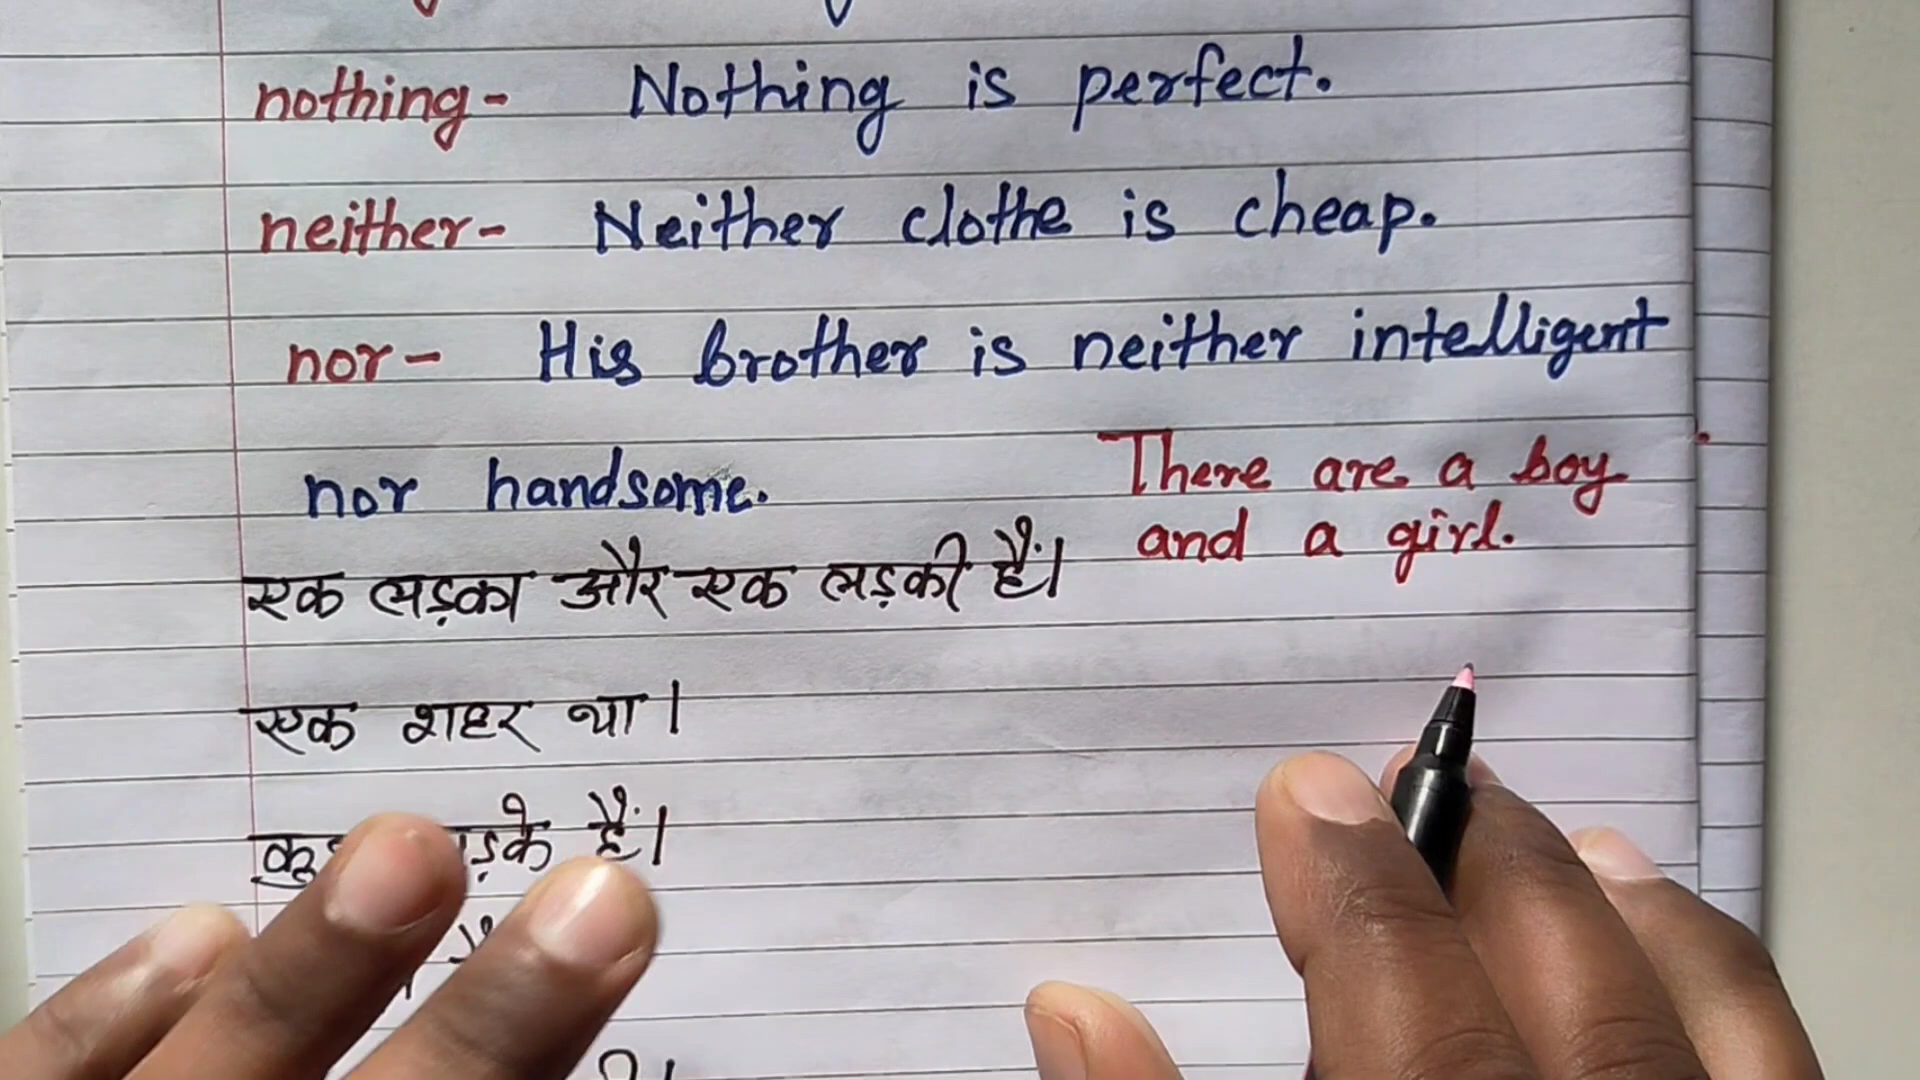 nothing- Nothing is perfect.
neither- Neither clothe is cheap.
nor- His brother is neither intelligent
nor handsome.
There are a boy
and a girl.
एक लड़का और एक लड़की हैं।
एक शहर था।
हैं।